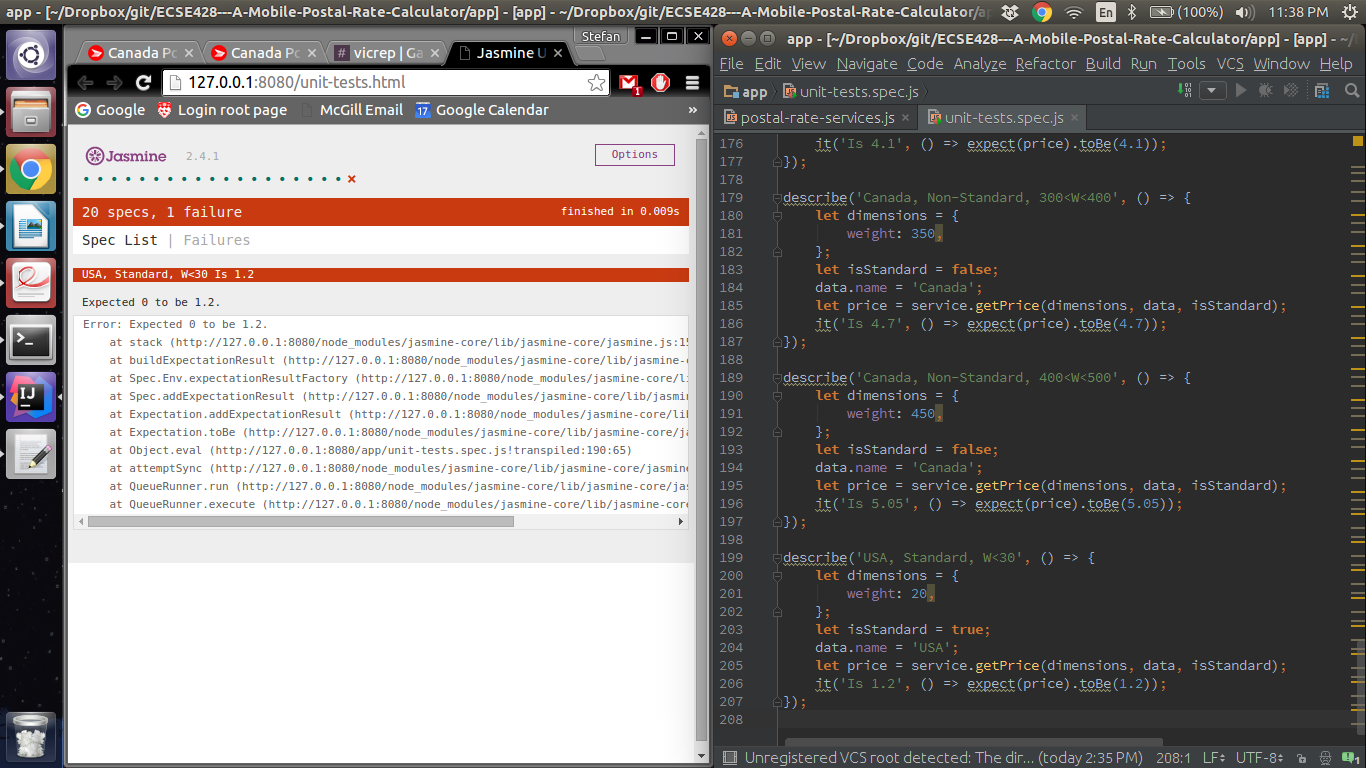 app - [~/Dropbox/git/ECSE428---A-Mobile-Postal-Rate-Calculator/app] - [app] - ~/Dropbox/git/ECSE428---A-Mobile-Postal-Rate-Calculator/app
En (100%) 11:38 PM
Stefan
Canada Po Canada Po vicrep | Ga Jasmine U
127.0.0.1:8080/unit-tests.html
1
Google Login root page McGill Email 17 Google Calendar »
Jasmine 2.4.1 Options
20 specs, 1 failure finished in 0.009s
Spec List | Failures
USA, Standard, W<30 Is 1.2
Expected 0 to be 1.2.
Error: Expected 0 to be 1.2.
at stack (http://127.0.0.1:8080/node_modules/jasmine-core/lib/jasmine-core/jasmine.js:15
at buildExpectationResult (http://127.0.0.1:8080/node_modules/jasmine-core/lib/jasmine-c
at Spec.Env.expectationResultFactory (http://127.0.0.1:8080/node_modules/jasmine-core/li
at Spec.addExpectationResult (http://127.0.0.1:8080/node_modules/jasmine-core/lib/jasmin
at Expectation.addExpectationResult (http://127.0.0.1:8080/node_modules/jasmine-core/lib
at Expectation.toBe (http://127.0.0.1:8080/node_modules/jasmine-core/lib/jasmine-core/ja
at Object.eval (http://127.0.0.1:8080/app/unit-tests.spec.js!transpiled:190:65)
at attemptSync (http://127.0.0.1:8080/node_modules/jasmine-core/lib/jasmine-core/jasmine
at QueueRunner.run (http://127.0.0.1:8080/node_modules/jasmine-core/lib/jasmine-core/jas
at QueueRunner.execute (http://127.0.0.1:8080/node_modules/jasmine-core/lib/jasmine-core
app - [~/Dropbox/git/ECSE428---A-Mobile-Postal-Rate-Calculator/app] - [app] - ~/
File Edit View Navigate Code Analyze Refactor Build Run Tools VCS Window Help
app unit-tests.spec.js
postal-rate-services.js unit-tests.spec.js
176 it('Is 4.1', () => expect(price).toBe(4.1));
177 });
178
179 describe('Canada, Non-Standard, 300<W<400', () => {
180 let dimensions = {
181 weight: 350,
182 };
183 let isStandard = false;
184 data.name = 'Canada';
185 let price = service.getPrice(dimensions, data, isStandard);
186 it('Is 4.7', () => expect(price).toBe(4.7));
187 });
188
189 describe('Canada, Non-Standard, 400<W<500', () => {
190 let dimensions = {
191 weight: 450,
192 };
193 let isStandard = false;
194 data.name = 'Canada';
195 let price = service.getPrice(dimensions, data, isStandard);
196 it('Is 5.05', () => expect(price).toBe(5.05));
197 });
198
199 describe('USA, Standard, W<30', () => {
200 let dimensions = {
201 weight: 20,
202 };
203 let isStandard = true;
204 data.name = 'USA';
205 let price = service.getPrice(dimensions, data, isStandard);
206 it('Is 1.2', () => expect(price).toBe(1.2));
207 });
208
Unregistered VCS root detected: The dir... (today 2:35 PM) 208:1 LF UTF-8 1